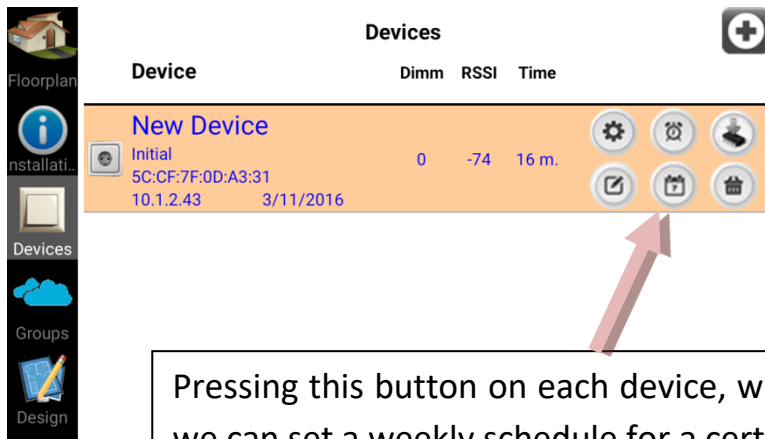 Devices
Floorplan
Device Dimm RSSI Time
nstallati..
New Device
Initial
5C:CF:7F:0D:A3:31
10.1.2.43 3/11/2016
0 -74 16 m.
7
Devices
Groups
Design
Pressing this button on each device, w
we can set a weekly schedule for a cert